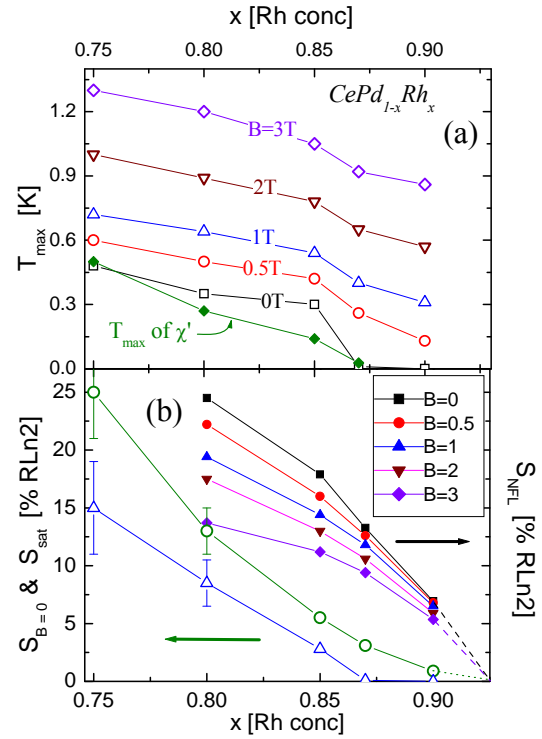 x [Rh conc]
0.75 0.80 0.85 0.90
CePd1-xRhx
(a)
1.2
0.9
0.6
0.3
0.0
Tmax [K]
B=3T
2T
1T
0.5T
0T
Tmax of χ'
(b)
25
20
15
10
5
0
SB=0 & Ssat [% RLn2]
B=0
B=0.5
B=1
B=2
B=3
SNFL [% RLn2]
0.75 0.80 0.85 0.90
x [Rh conc]